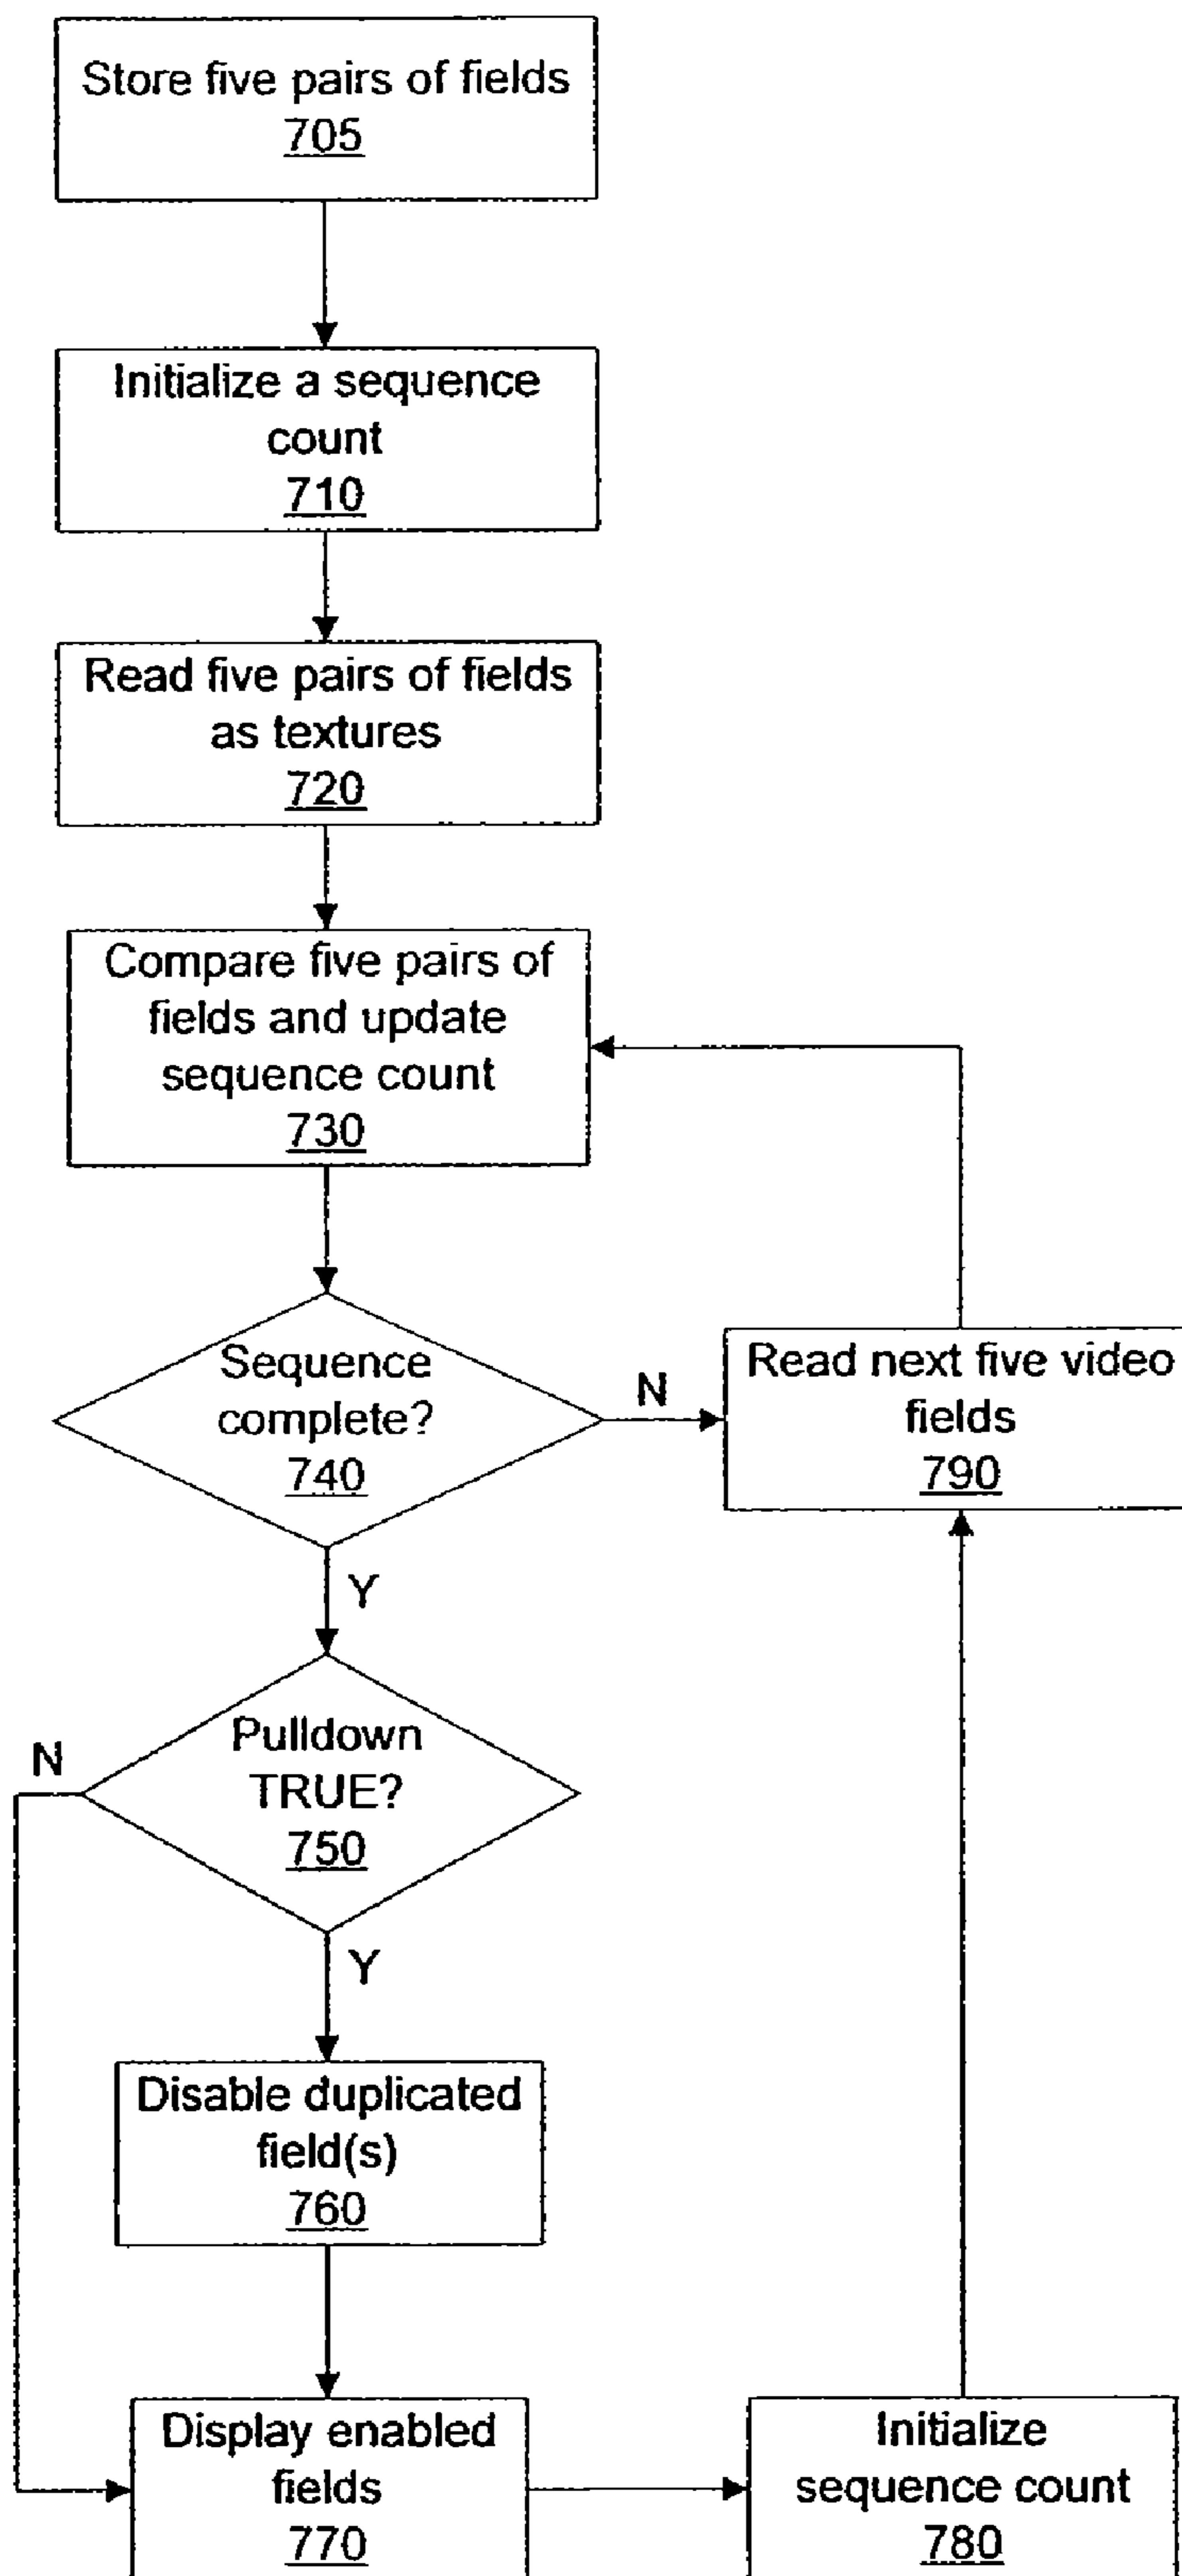 Store five pairs of fields
705
Initialize a sequence
count
710
Read five pairs of fields
as textures
720
Compare five pairs of
fields and update
sequence count
730
Sequence
complete?
740
N
Read next five video
fields
790
Y
Pulldown
TRUE?
750
N
Y
Disable duplicated
field(s)
760
Display enabled
fields
770
Initialize
sequence count
780